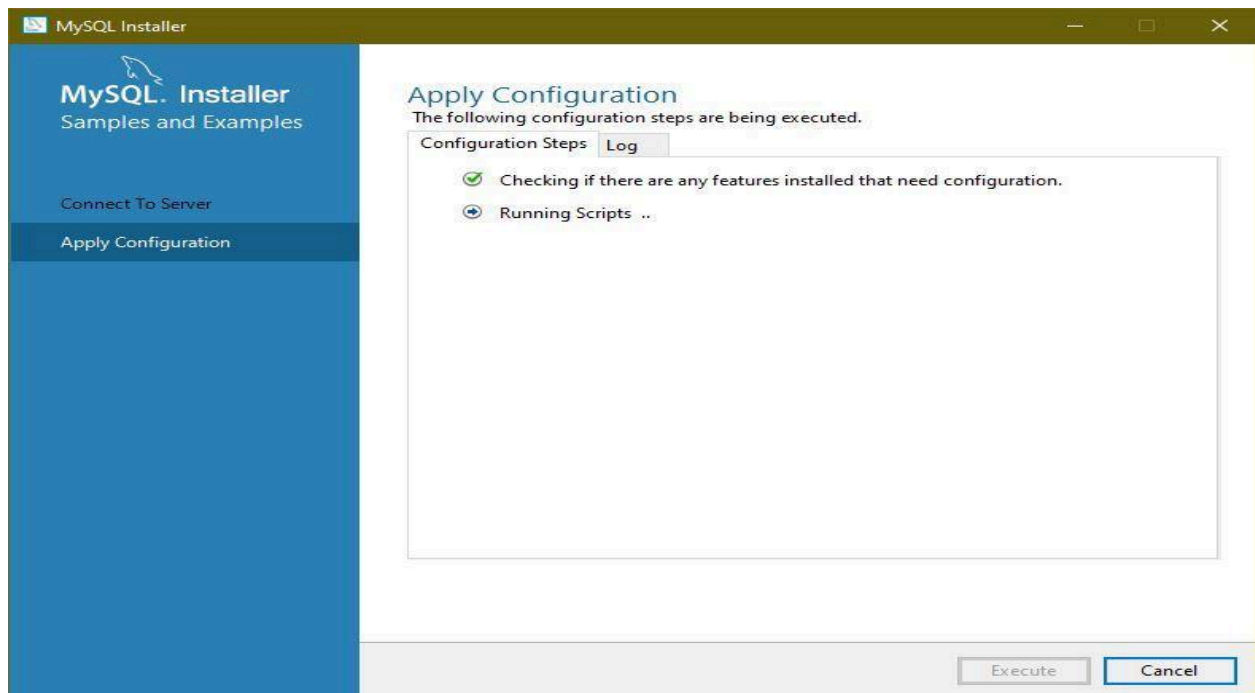 MySQL Installer
MySQL. Installer
Samples and Examples
Connect To Server
Apply Configuration
Apply Configuration
The following configuration steps are being executed.
Configuration Steps
Log
Checking if there are any features installed that need configuration.
Running Scripts ..
Execute
Cancel